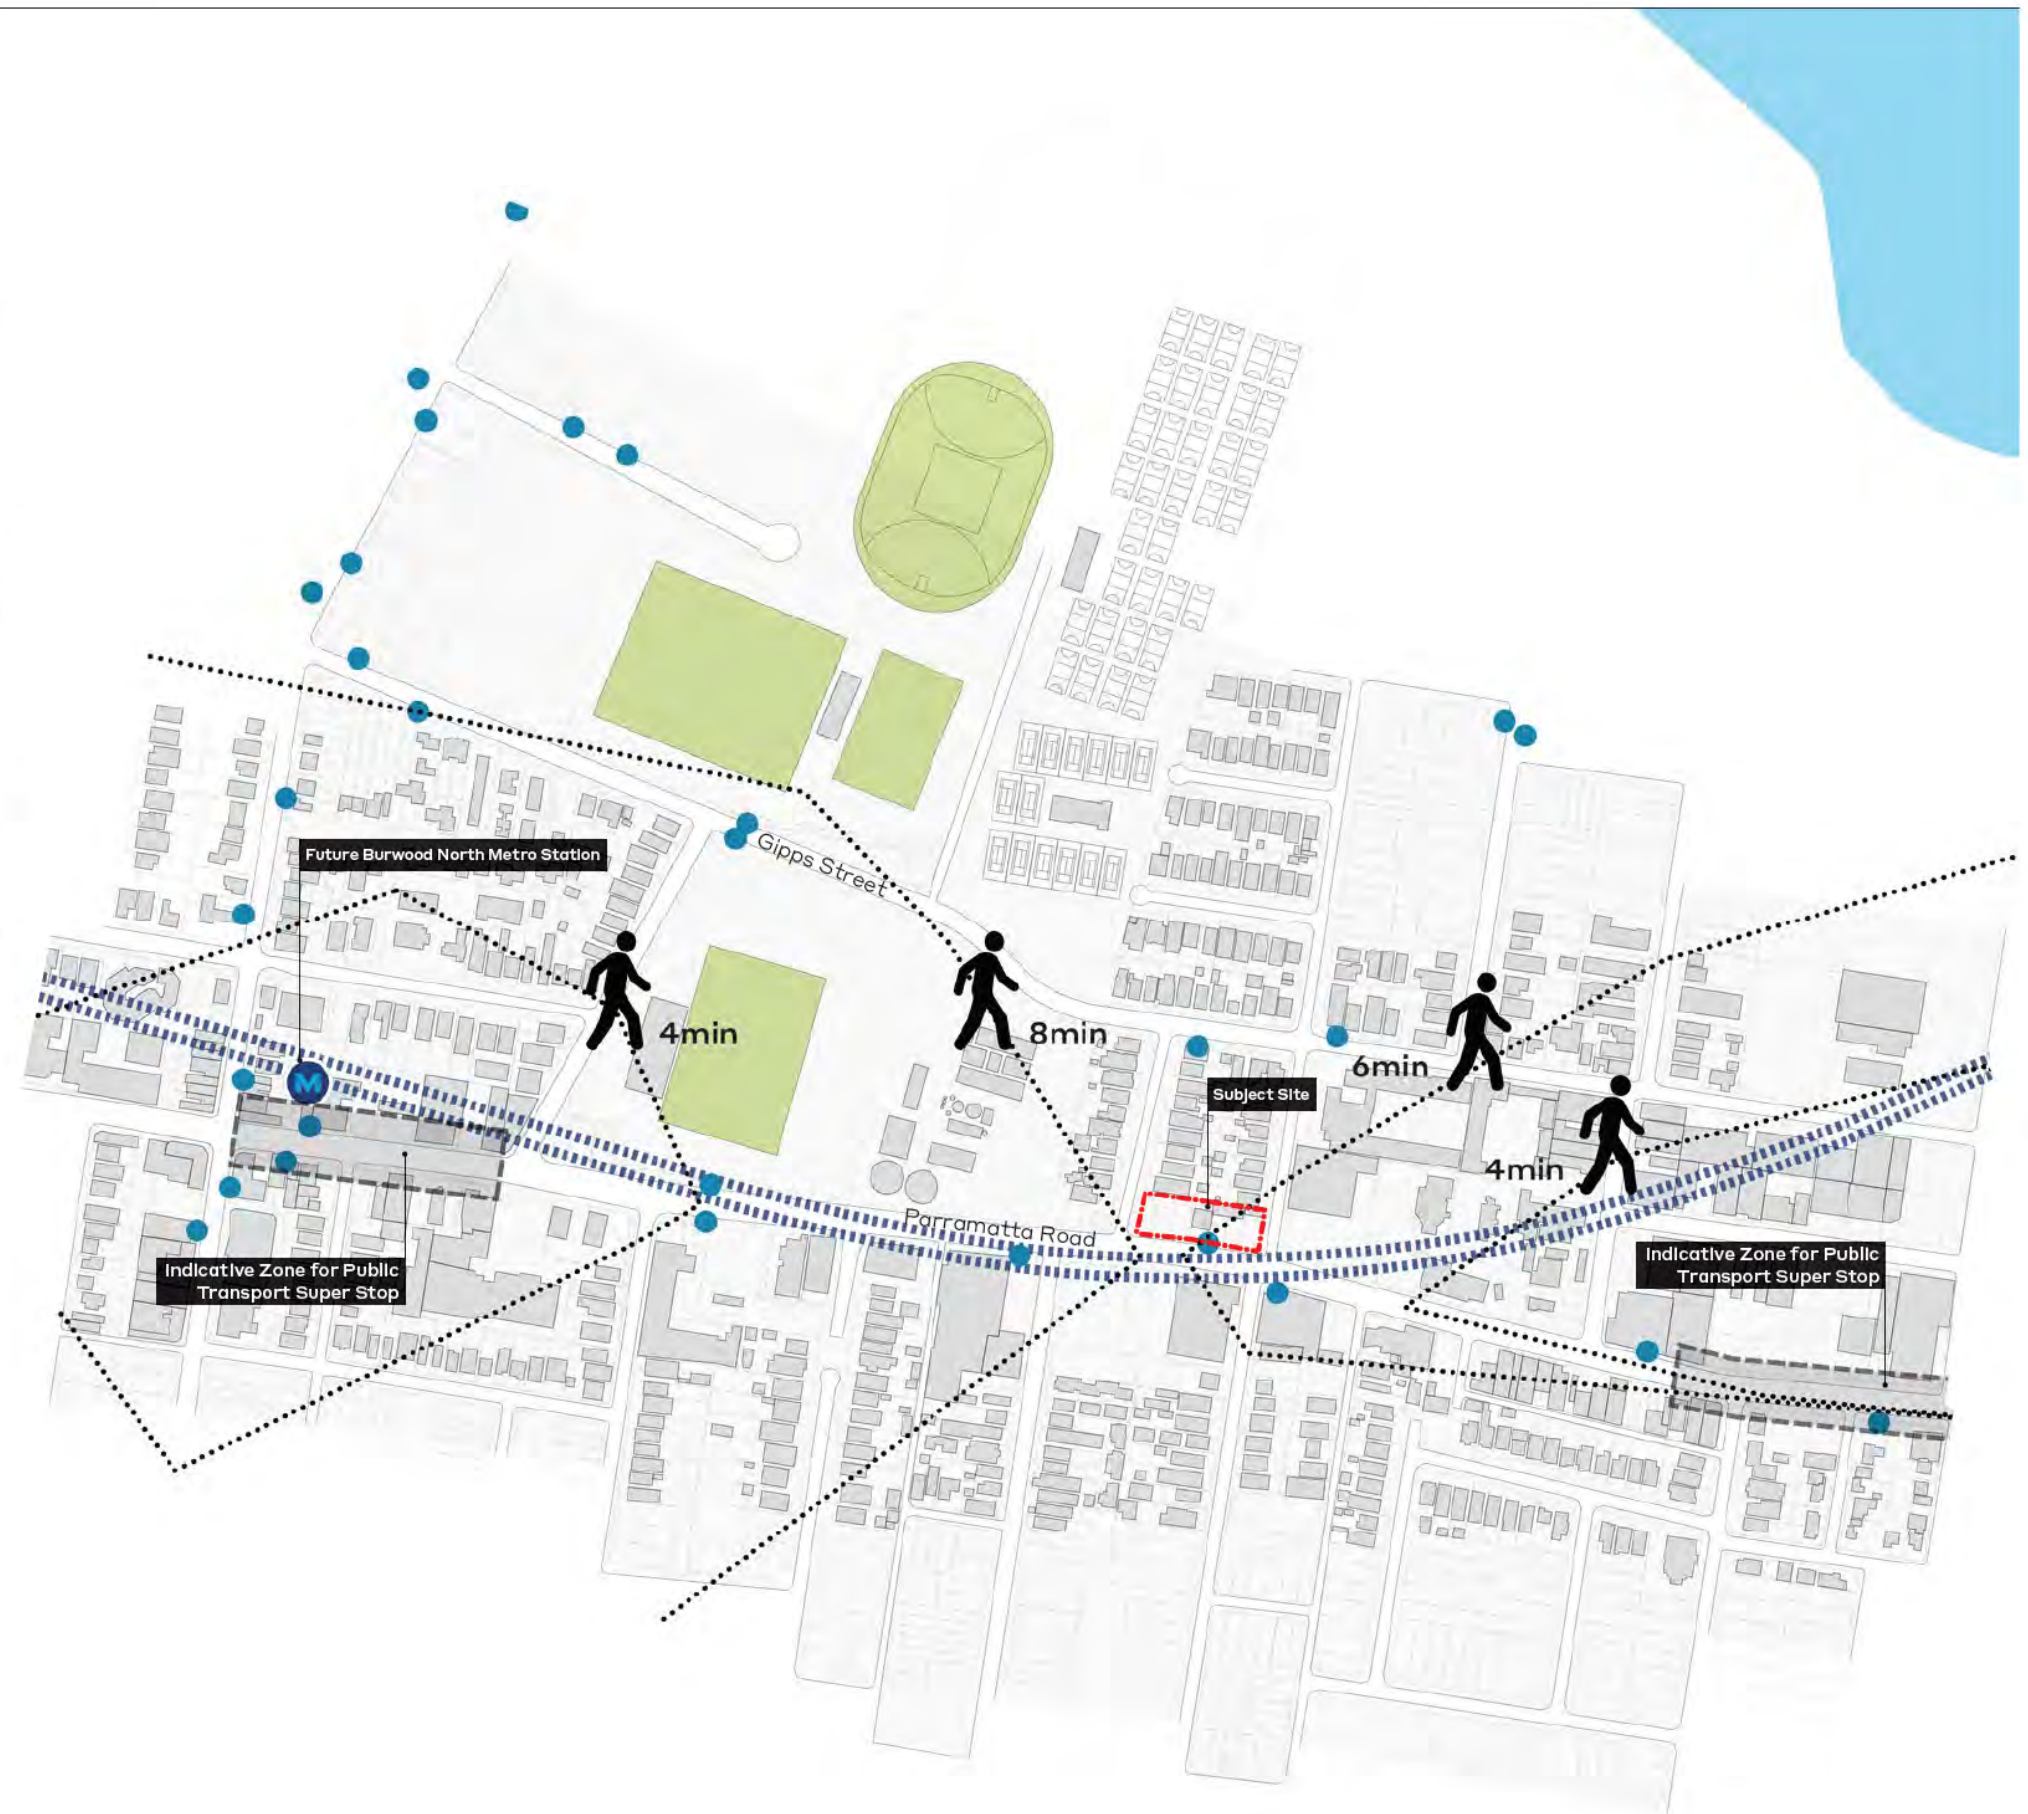 Gipps Street
Future Burwood North Metro Station
4min
8min
6min
Subject Site
M
4min
Parramatta Road
Indicative Zone for Public
Transport Super Stop
Indicative Zone for Public
Transport Super Stop